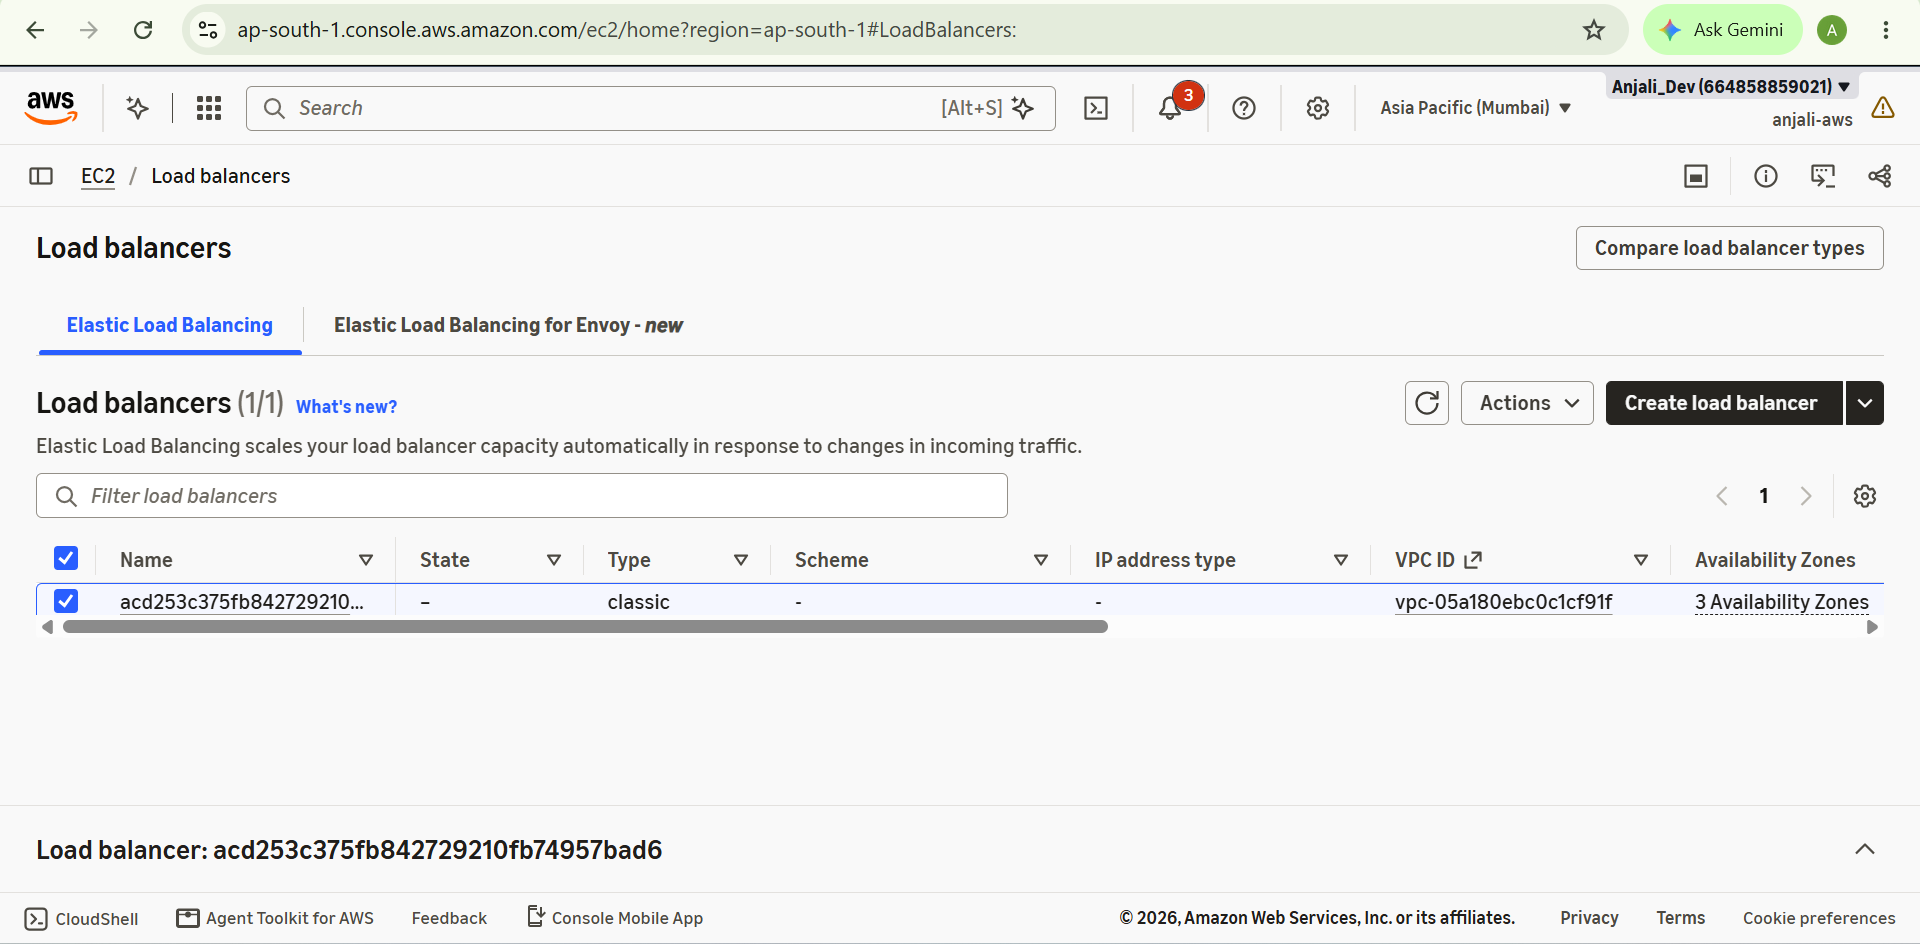 ap-south-1.console.aws.amazon.com/ec2/home?region=ap-south-1#LoadBalancers:
Ask Gemini
A
aws
Search
[Alt+S]
3
Asia Pacific (Mumbai)
Anjali_Dev (664858859021)
anjali-aws
EC2 / Load balancers
Load balancers
Compare load balancer types
Elastic Load Balancing
Elastic Load Balancing for Envoy - new
Load balancers (1/1) What's new?
Actions
Create load balancer
Elastic Load Balancing scales your load balancer capacity automatically in response to changes in incoming traffic.
Filter load balancers
1
Name State Type Scheme IP address type VPC ID Availability Zones
acd253c375fb842729210... – classic - - vpc-05a180ebc0c1cf91f 3 Availability Zones
Load balancer: acd253c375fb842729210fb74957bad6
CloudShell Agent Toolkit for AWS Feedback Console Mobile App © 2026, Amazon Web Services, Inc. or its affiliates. Privacy Terms Cookie preferences